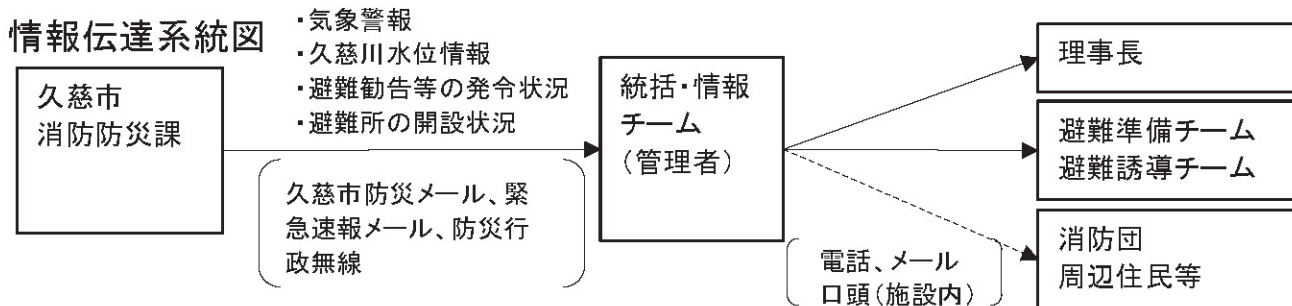 情報伝達系統図
久慈市
消防防災課
・気象警報
・久慈川水位情報
・避難勧告等の発令状況
・避難所の開設状況
久慈市防災メール、緊
急速報メール、防災行
政無線
統括・情報
チーム
（管理者）
電話、メール
口頭（施設内）
理事長
避難準備チーム
避難誘導チーム
消防団
周辺住民等